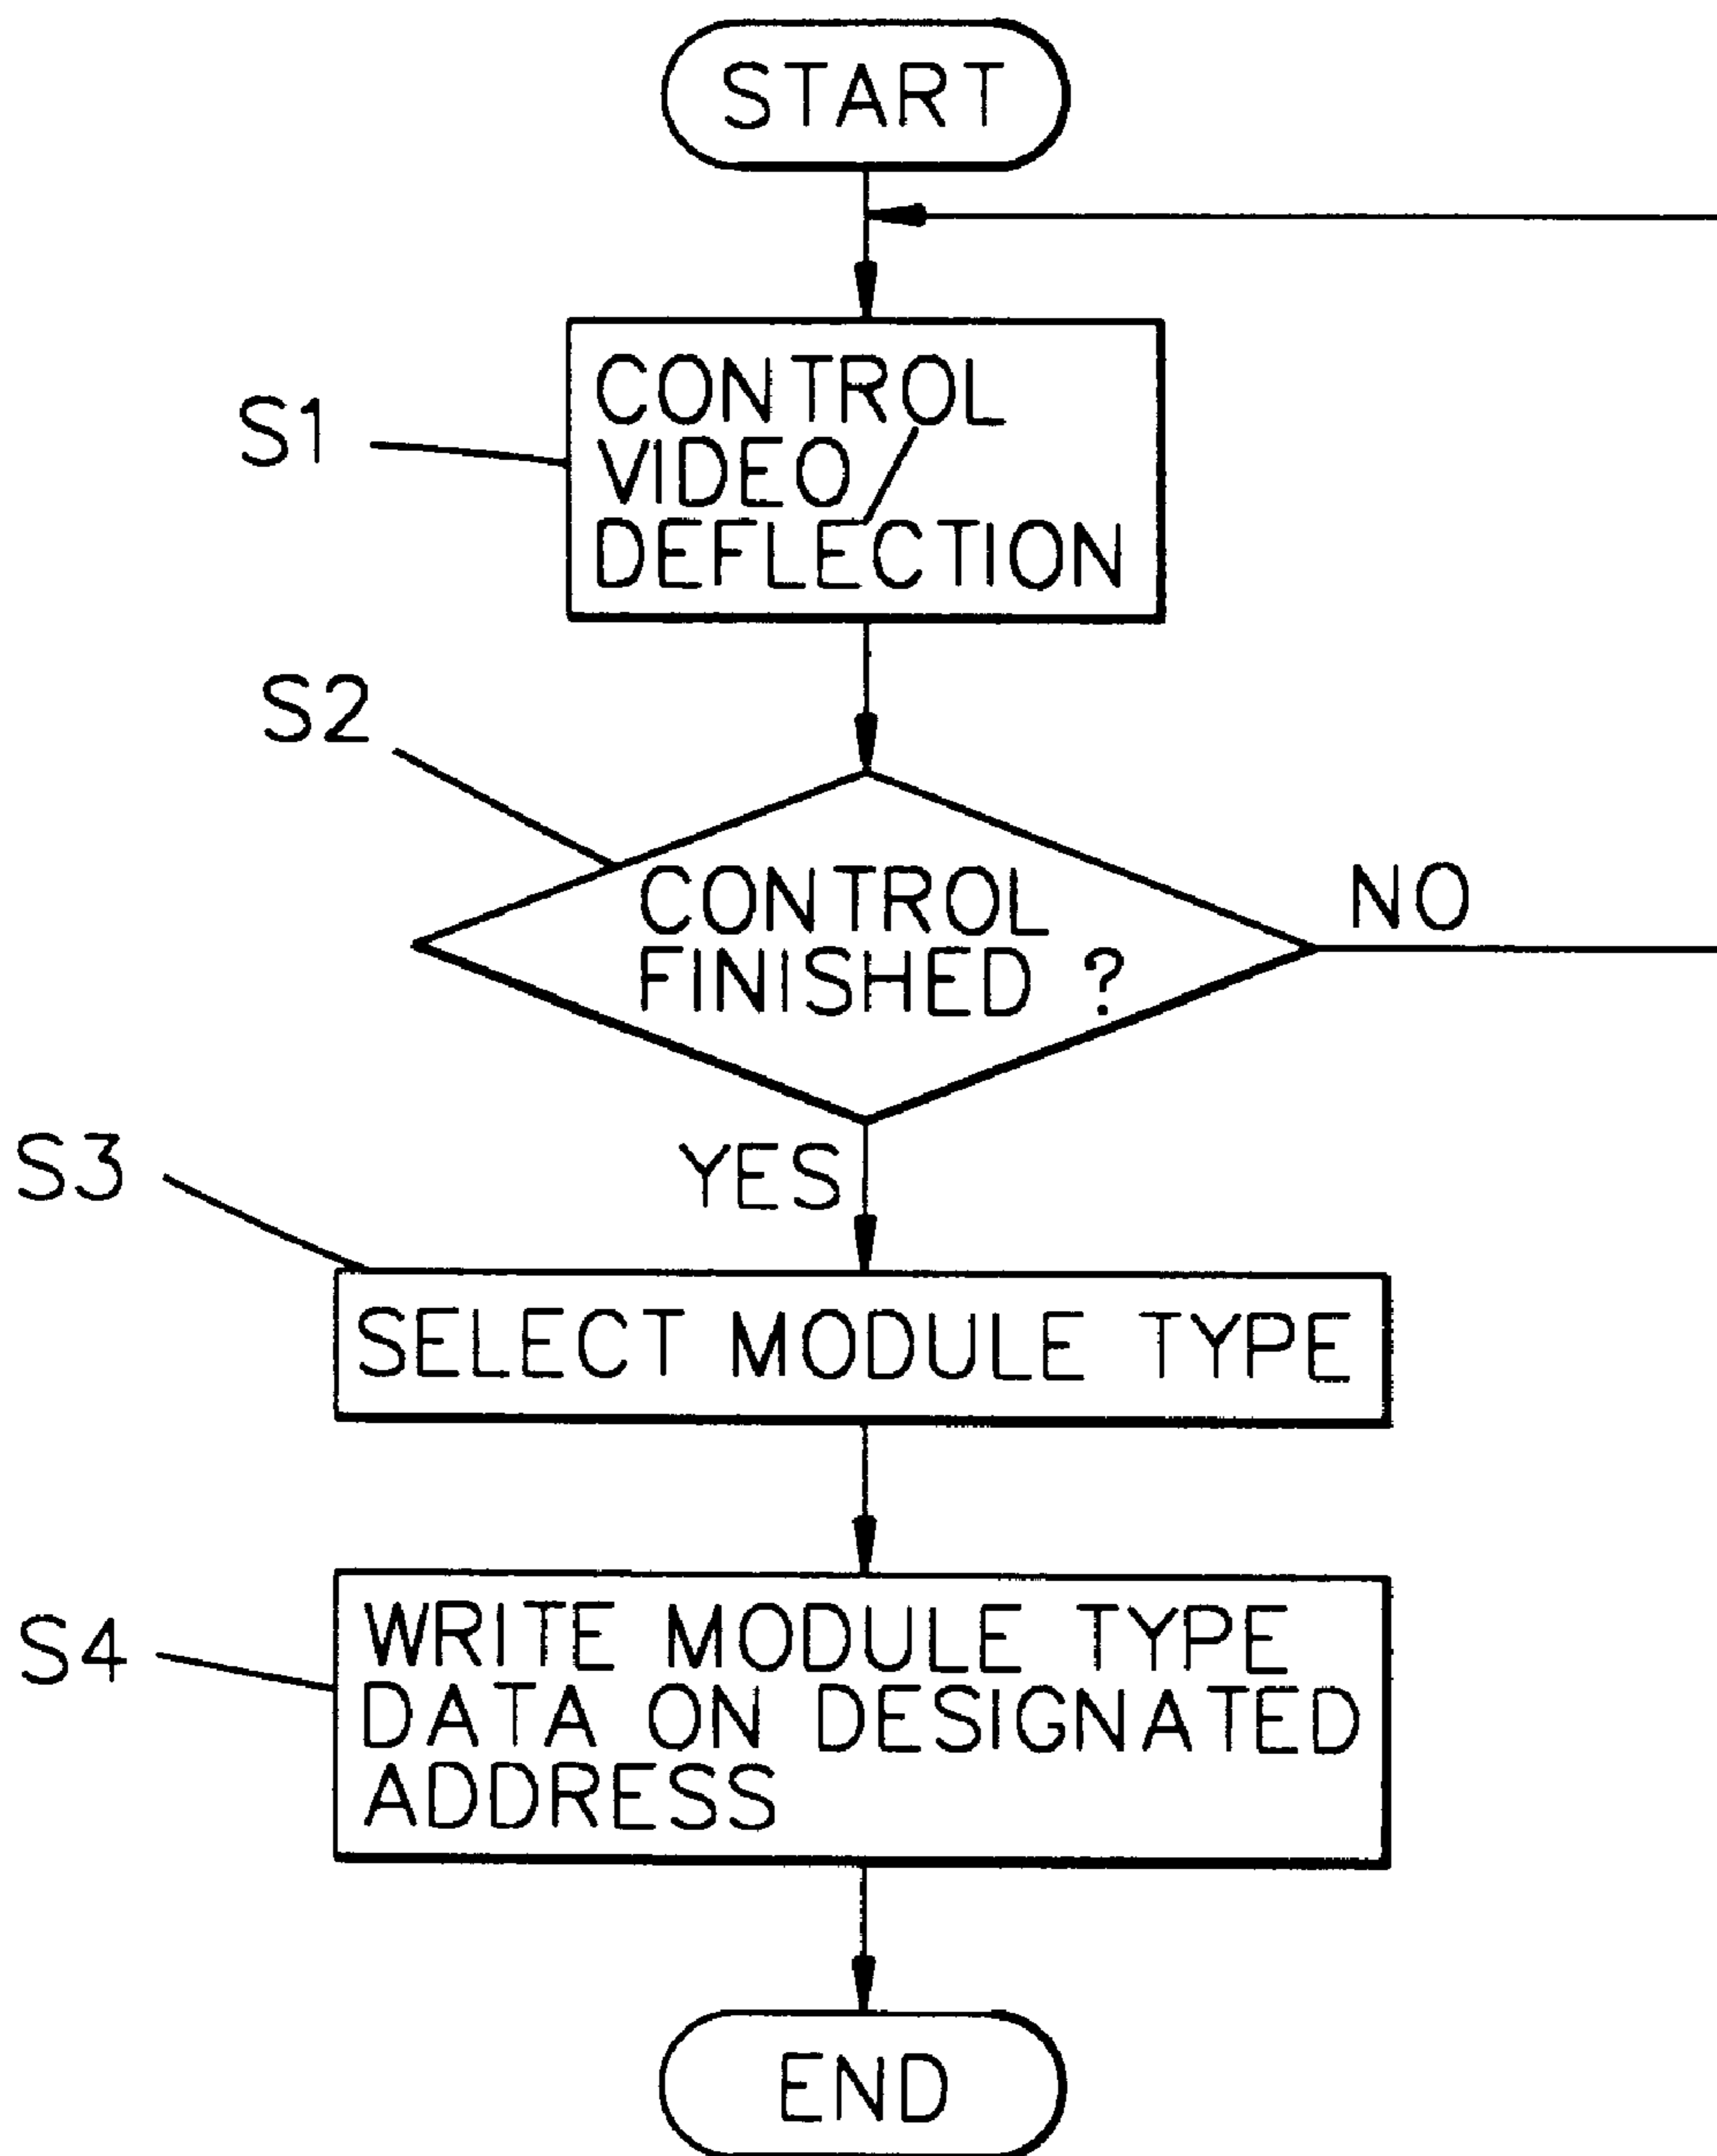 START
S1
CONTROL
VIDEO/
DEFLECTION
S2
CONTROL
FINISHED ?
NO
YES
S3
SELECT MODULE TYPE
S4
WRITE MODULE TYPE
DATA ON DESIGNATED
ADDRESS
END